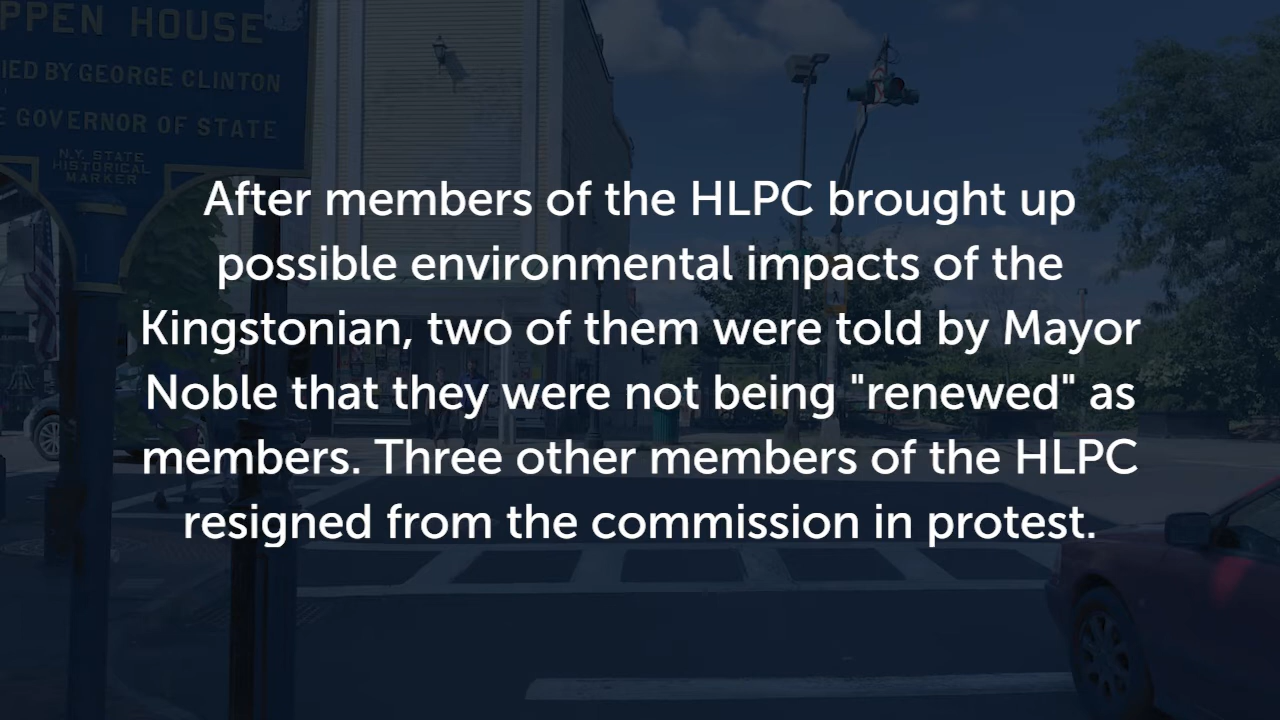 PPEN HOUSE
IED BY GEORGE CLINTON
E GOVERNOR OF STATE
N.Y. STATE
HISTORICAL
MARKER
After members of the HLPC brought up
possible environmental impacts of the
Kingstonian, two of them were told by Mayor
Noble that they were not being "renewed" as
members. Three other members of the HLPC
resigned from the commission in protest.